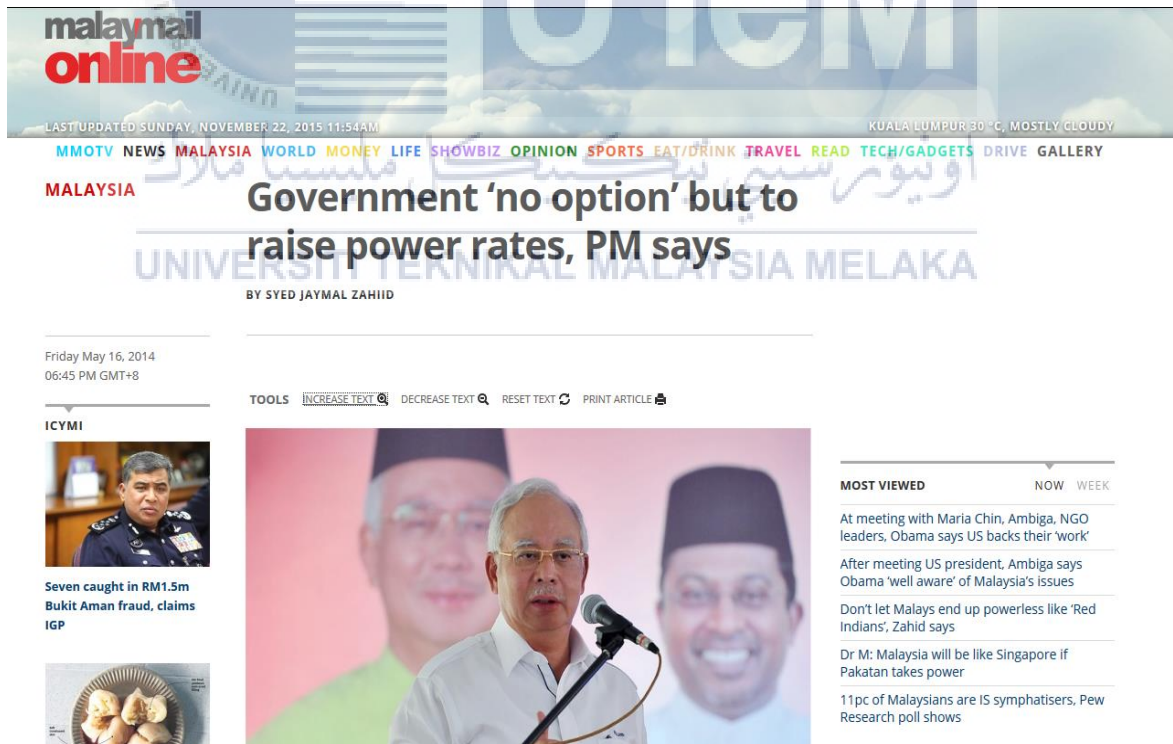 malaymail
online
UTeM
LAST UPDATED SUNDAY, NOVEMBER 22, 2015 11:54AM
KUALA LUMPUR 30 °C, MOSTLY CLOUDY
MMOTV NEWS MALAYSIA WORLD MONEY LIFE SHOWBIZ OPINION SPORTS EAT/DRINK TRAVEL READ TECH/GADGETS DRIVE GALLERY
اونيورسيتي تيكنيكل مليسيا ملاك
MALAYSIA
Government ‘no option’ but to
raise power rates, PM says
UNIVERSITI TEKNIKAL MALAYSIA MELAKA
BY SYED JAYMAL ZAHIID
Friday May 16, 2014
06:45 PM GMT+8
TOOLS INCREASE TEXT DECREASE TEXT RESET TEXT PRINT ARTICLE
ICYMI
Seven caught in RM1.5m
Bukit Aman fraud, claims
IGP
MOST VIEWED NOW WEEK
At meeting with Maria Chin, Ambiga, NGO
leaders, Obama says US backs their ‘work’
After meeting US president, Ambiga says
Obama ‘well aware’ of Malaysia’s issues
Don’t let Malays end up powerless like ‘Red
Indians’, Zahid says
Dr M: Malaysia will be like Singapore if
Pakatan takes power
11pc of Malaysians are IS symphatisers, Pew
Research poll shows